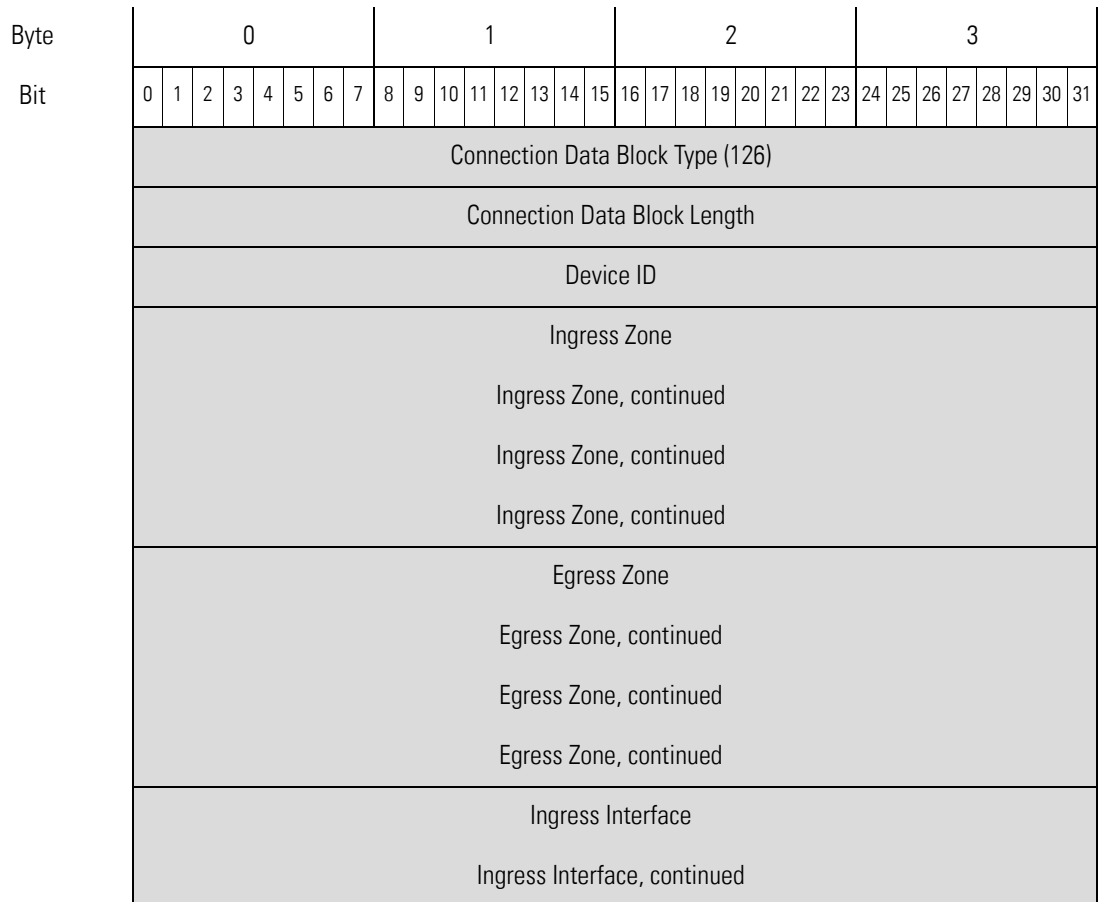 Byte 0 1 2 3
Bit 0 1 2 3 4 5 6 7 8 9 10 11 12 13 14 15 16 17 18 19 20 21 22 23 24 25 26 27 28 29 30 31
Connection Data Block Type (126)
Connection Data Block Length
Device ID
Ingress Zone
Ingress Zone, continued
Ingress Zone, continued
Ingress Zone, continued
Egress Zone
Egress Zone, continued
Egress Zone, continued
Egress Zone, continued
Ingress Interface
Ingress Interface, continued